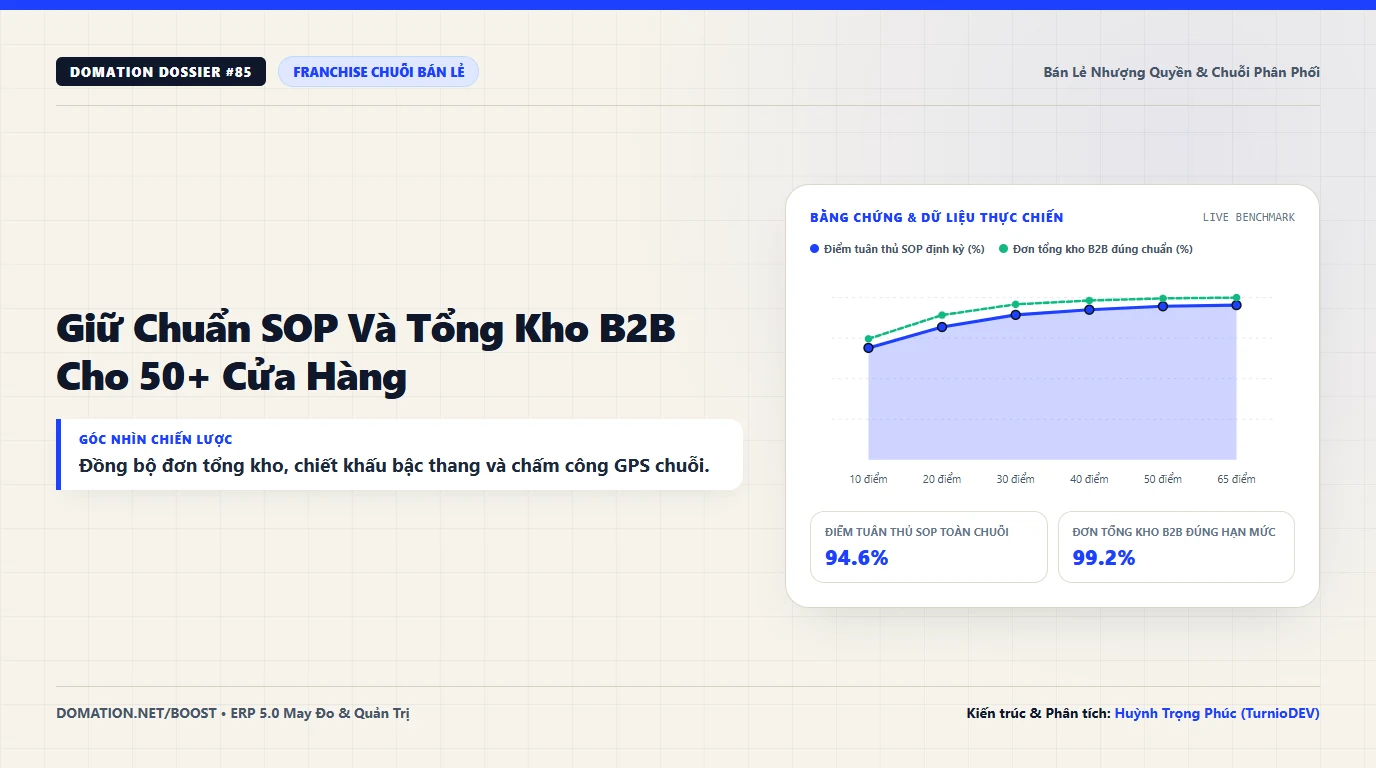 DOMATION DOSSIER #85
FRANCHISE CHUỖI BÁN LẺ
Bán Lẻ Nhượng Quyền & Chuỗi Phân Phối
Giữ Chuẩn SOP Và Tổng Kho B2B
Cho 50+ Cửa Hàng
GÓC NHÌN CHIẾN LƯỢC
Đồng bộ đơn tổng kho, chiết khấu bậc thang và chấm công GPS chuỗi.
BẰNG CHỨNG & DỮ LIỆU THỰC CHIẾN
LIVE BENCHMARK
Điểm tuân thủ SOP định kỳ (%)
Đơn tổng kho B2B đúng chuẩn (%)
10 điểm
20 điểm
30 điểm
40 điểm
50 điểm
65 điểm
ĐIỂM TUÂN THỦ SOP TOÀN CHUỖI
94.6%
ĐƠN TỔNG KHO B2B ĐÚNG HẠN MỨC
99.2%
DOMATION.NET/BOOST • ERP 5.0 May Đo & Quản Trị
Kiến trúc & Phân tích: Huỳnh Trọng Phúc (TurnioDEV)